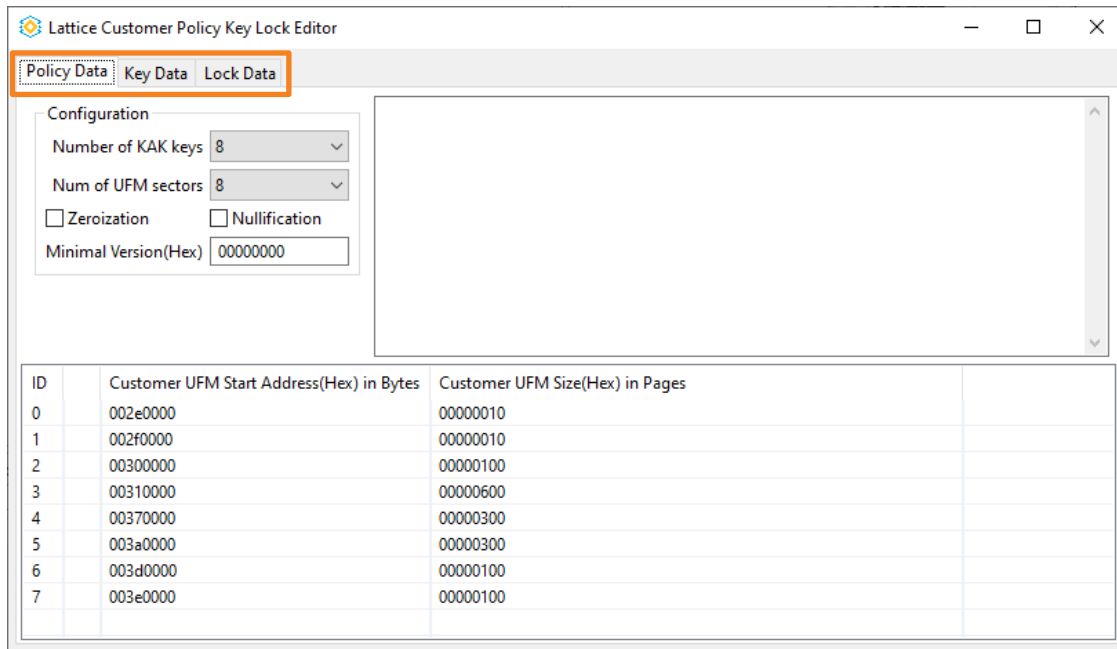 Lattice Customer Policy Key Lock Editor
Policy Data Key Data Lock Data
Configuration
Number of KAK keys 8
Num of UFM sectors 8
Zeroization Nullification
Minimal Version(Hex) 00000000
ID Customer UFM Start Address(Hex) in Bytes Customer UFM Size(Hex) in Pages
0 002e0000 00000010
1 002f0000 00000010
2 00300000 00000100
3 00310000 00000600
4 00370000 00000300
5 003a0000 00000300
6 003d0000 00000100
7 003e0000 00000100